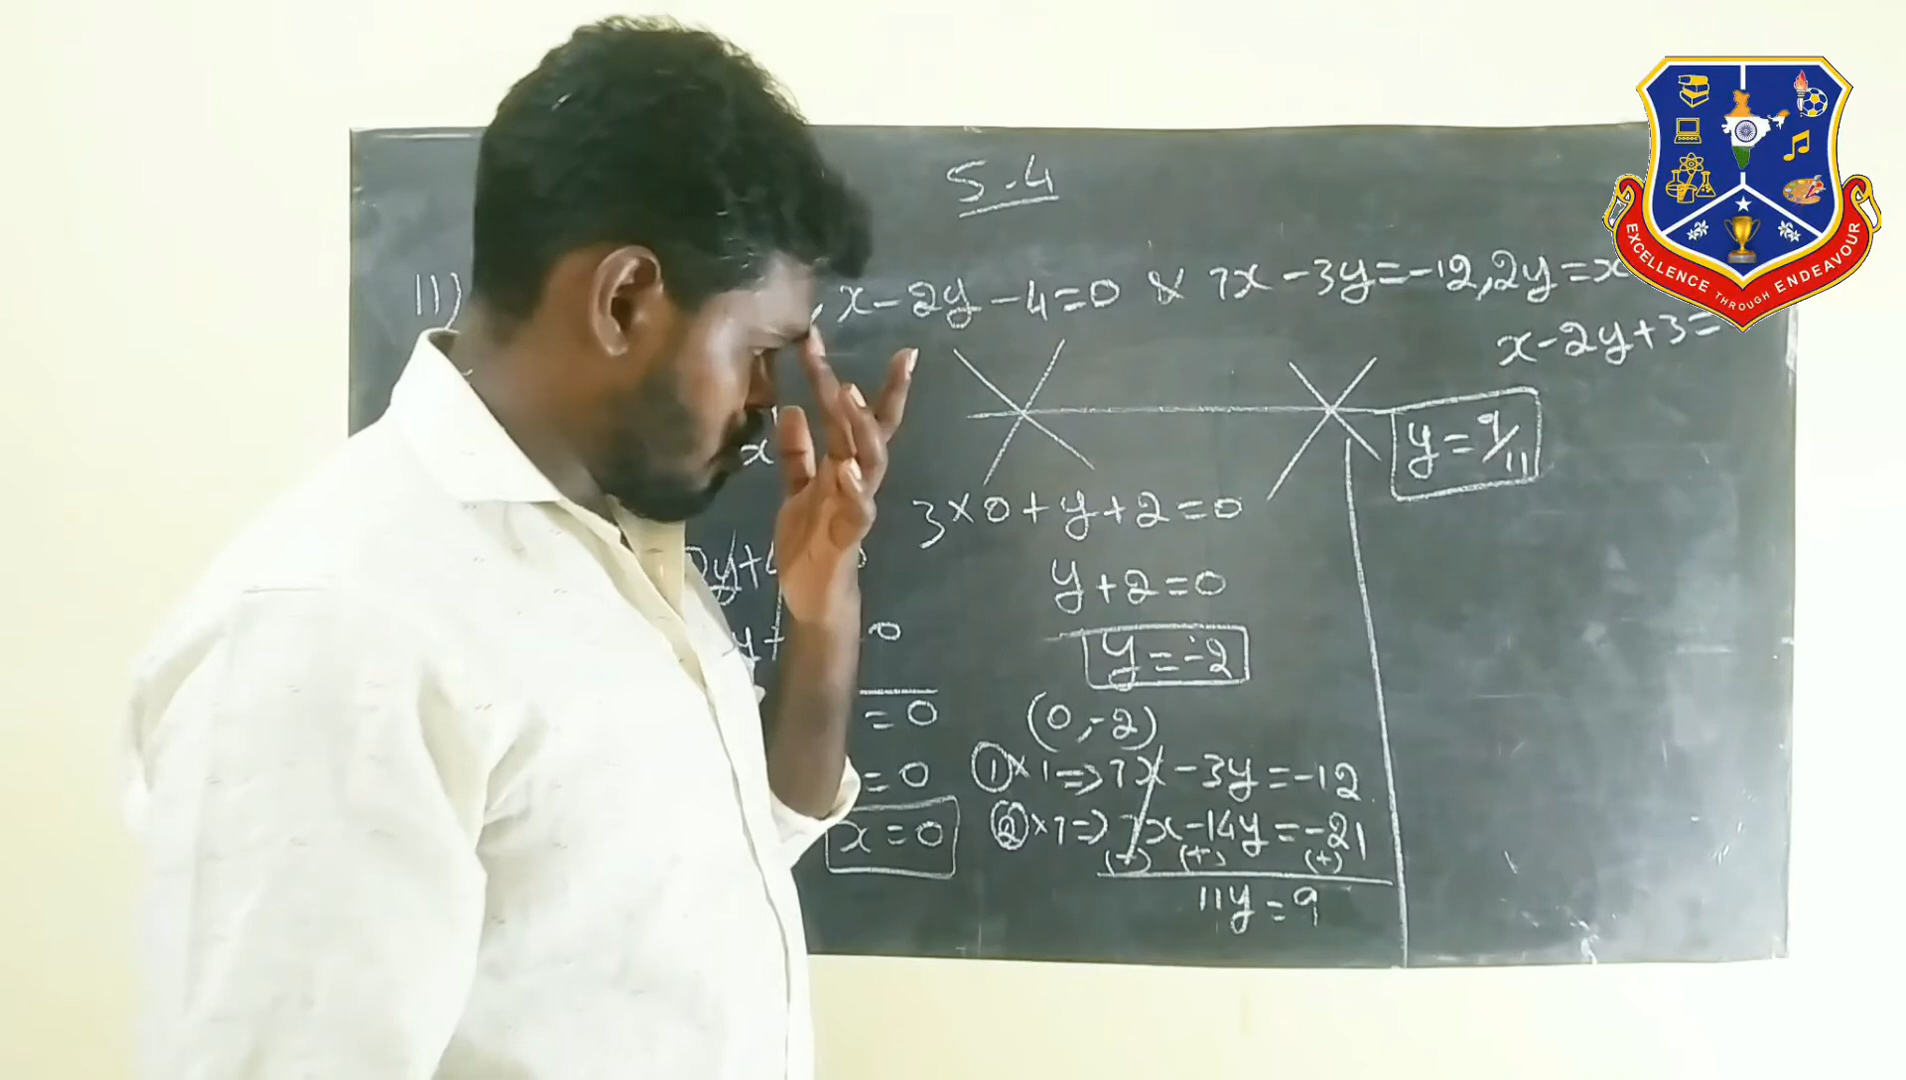 5.4
11) x-2y-4=0 & 7x-3y=-12, 2y=x
x-2y+3=
y=9/11
x
3×0+y+2=0
y+4
y+2=0
y+ 0
y=-2
=0
(0,-2)
=0
①×1=>7x-3y=-12
x=0
②×7=>7x-14y=-21
(-) (+) (+)
11y=9
EXCELLENCE THROUGH ENDEAVOUR